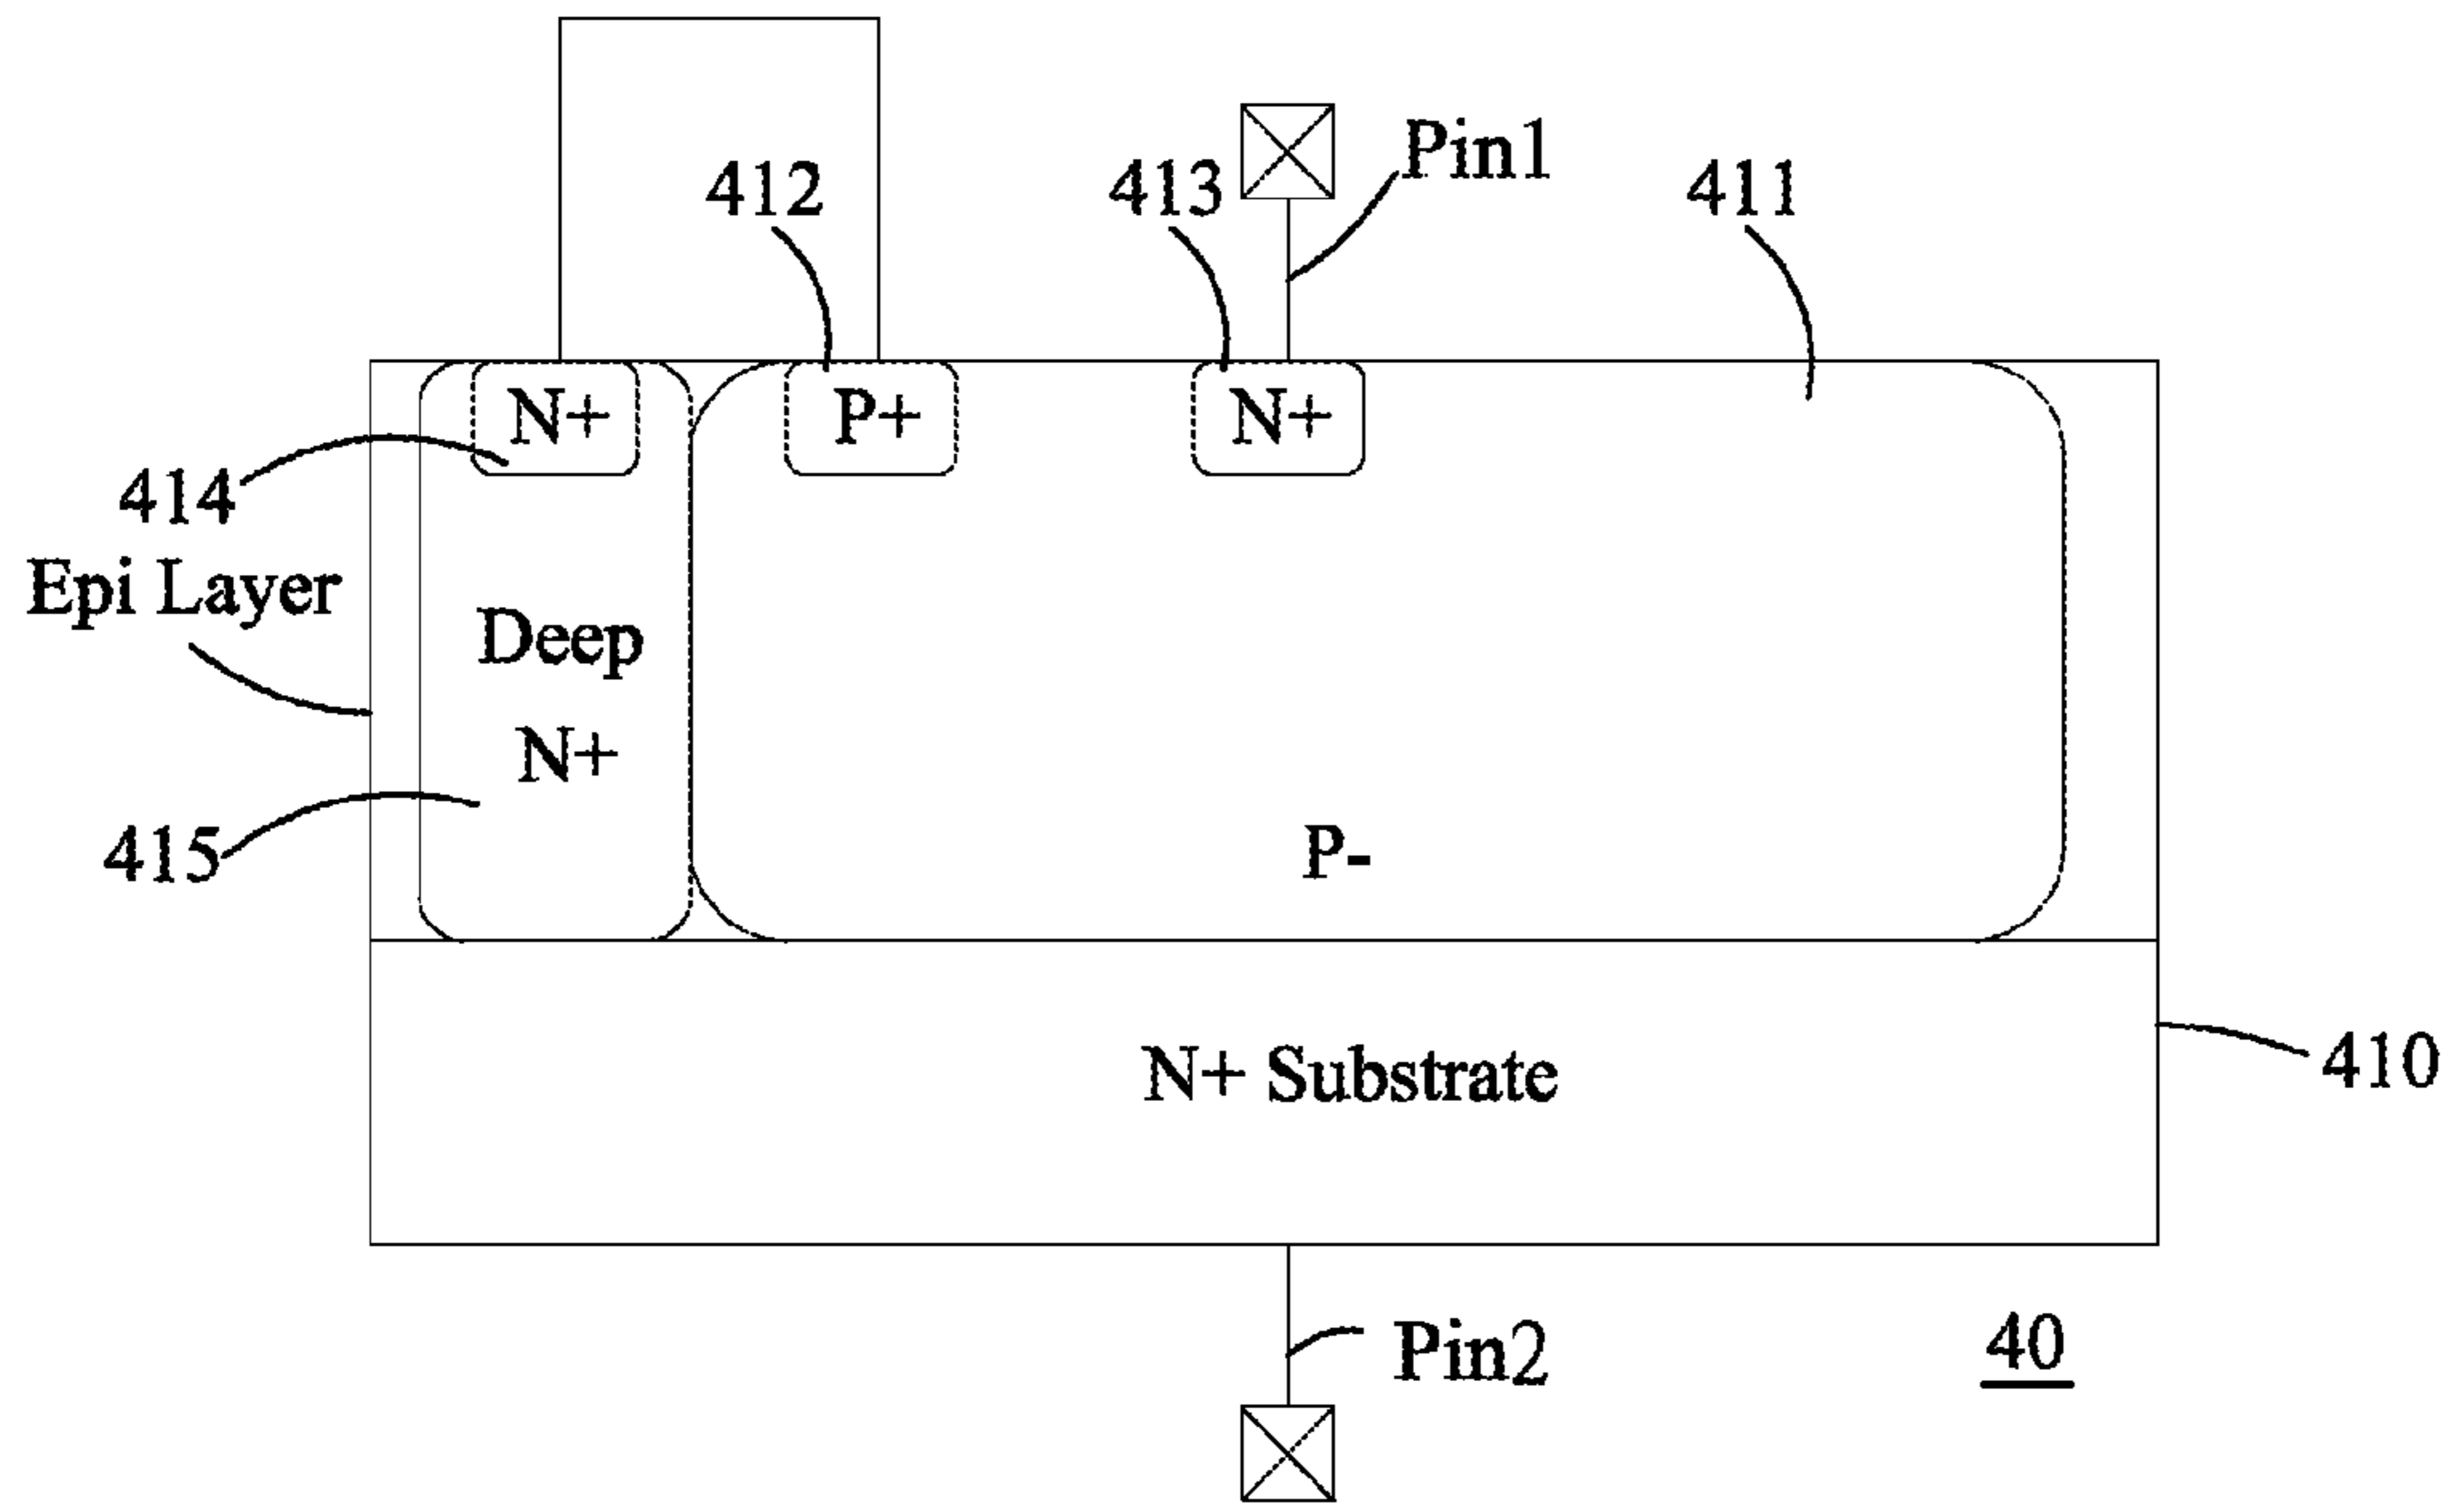 Pin1
412
413
411
N+
P+
N+
414
Epi Layer
Deep
N+
415
P-
N+ Substrate
410
Pin2
40